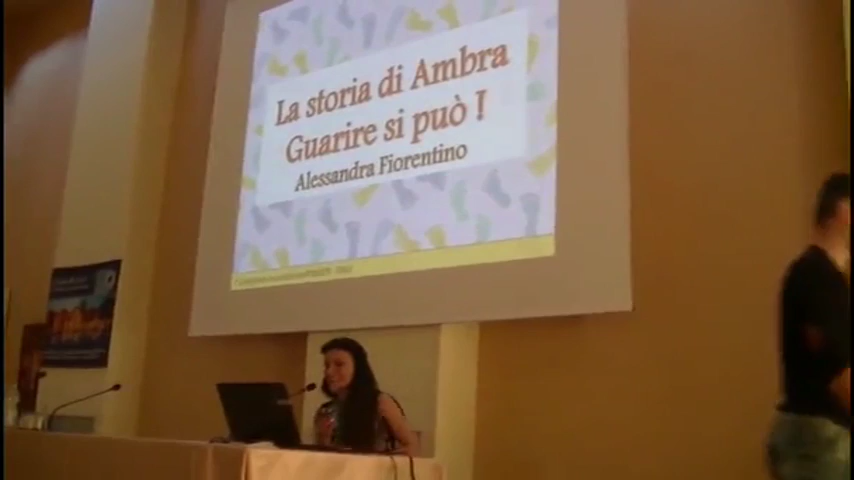 La storia di Ambra
Guarire si può !
Alessandra Fiorentino